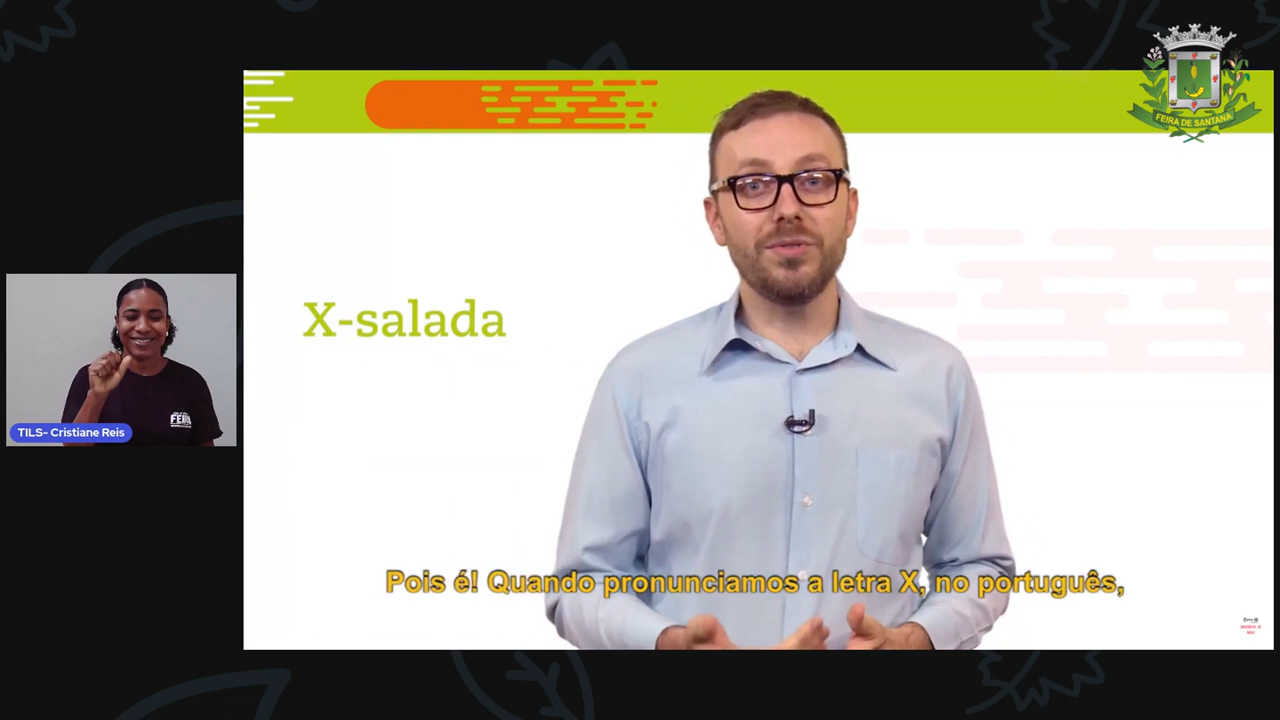 FEIRA DE SANTANA
X-salada
TILS- Cristiane Reis
Pois é! Quando pronunciamos a letra X, no português,